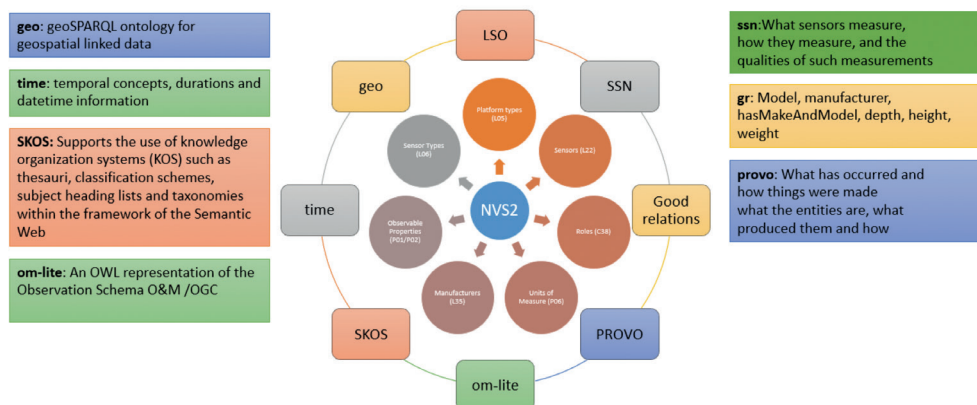 geo: geoSPARQL ontology for
geospatial linked data
time: temporal concepts, durations and
datetime information
SKOS: Supports the use of knowledge
organization systems (KOS) such as
thesauri, classification schemes,
subject heading lists and taxonomies
within the framework of the Semantic
Web
om-lite: An OWL representation of the
Observation Schema O&M /OGC
LSO
geo
SSN
time
Good
relations
SKOS
PROVO
om-lite
Platform types
(L05)
Sensor Types
(L06)
Sensors (L22)
NVS2
Observable
Properties
(P01/P02)
Roles (C38)
Manufacturers
(L35)
Units of
Measure (P06)
ssn:What sensors measure,
how they measure, and the
qualities of such measurements
gr: Model, manufacturer,
hasMakeAndModel, depth, height,
weight
provo: What has occurred and
how things were made
what the entities are, what
produced them and how